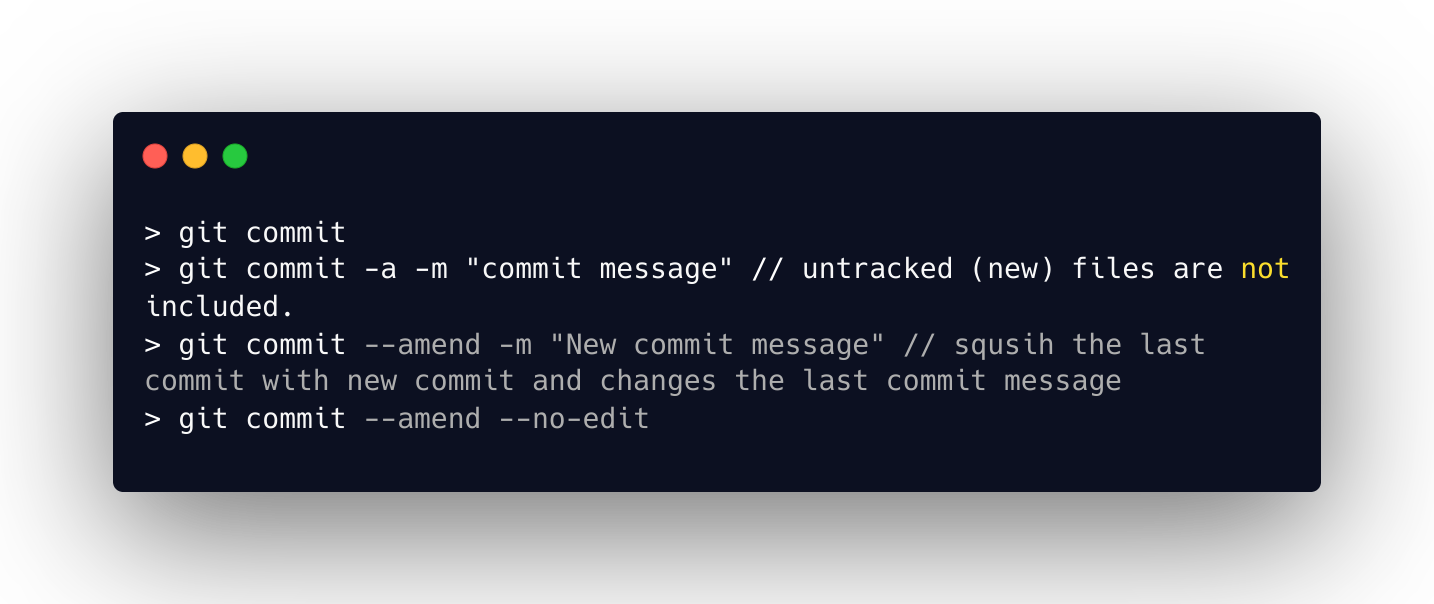 > git commit
> git commit -a -m "commit message" // untracked (new) files are not
included.
> git commit --amend -m "New commit message" // squsih the last
commit with new commit and changes the last commit message
> git commit --amend --no-edit